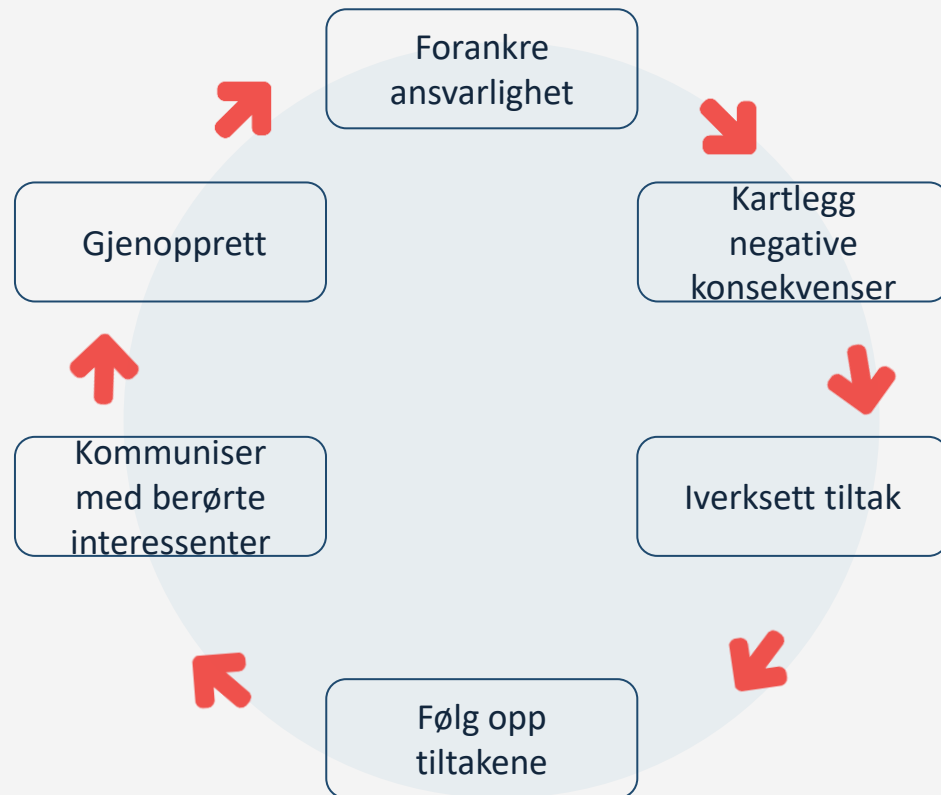 Forankre
ansvarlighet
Kartlegg
negative
konsekvenser
Iverksett tiltak
Følg opp
tiltakene
Kommuniser
med berørte
interessenter
Gjenopprett